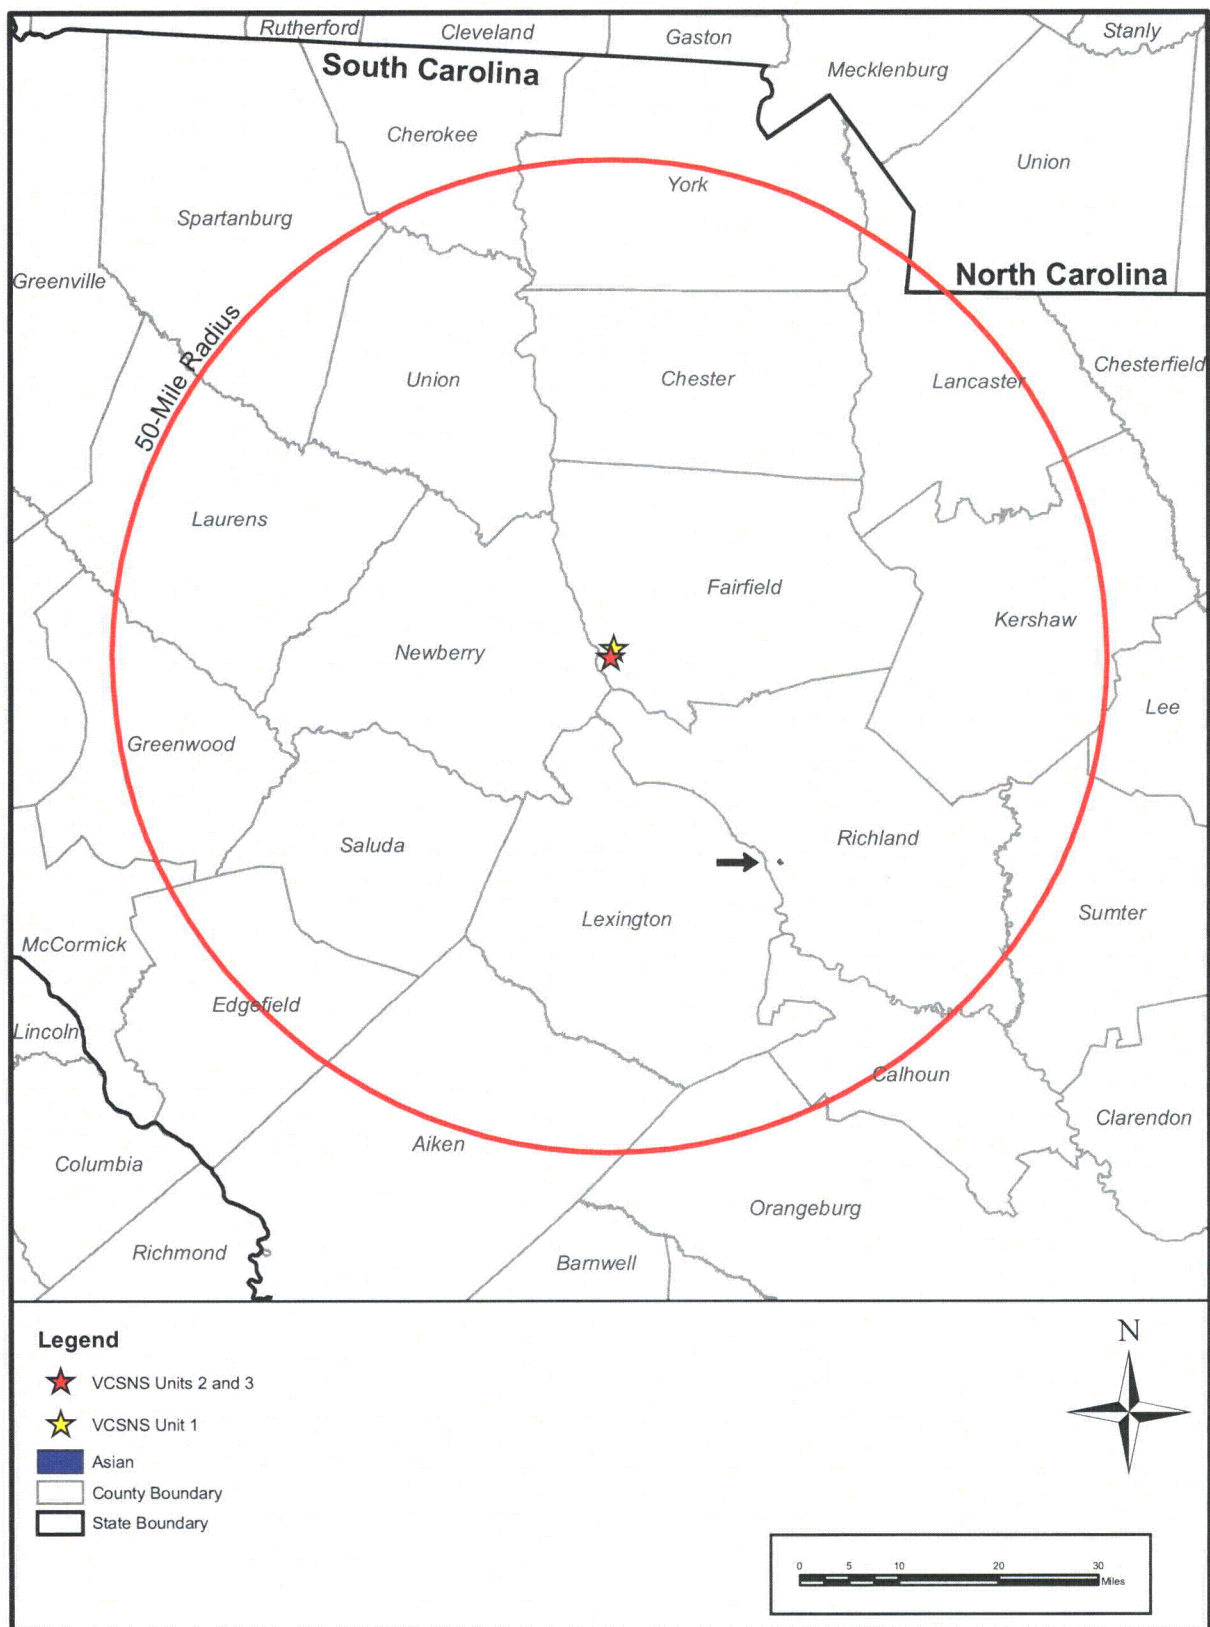 Rutherford
Cleveland
Gaston
Stanly
South Carolina
Mecklenburg
Cherokee
Union
York
Spartanburg
Greenville
North Carolina
50-Mile Radius
Union
Chester
Lancaster
Chesterfield
Laurens
Fairfield
Kershaw
Newberry
Lee
Greenwood
Saluda
Richland
Lexington
Sumter
McCormick
Edgefield
Lincoln
Calhoun
Clarendon
Aiken
Columbia
Orangeburg
Richmond
Barnwell
Legend
VCSNS Units 2 and 3
VCSNS Unit 1
Asian
County Boundary
State Boundary
N
0 5 10 20 30
Miles